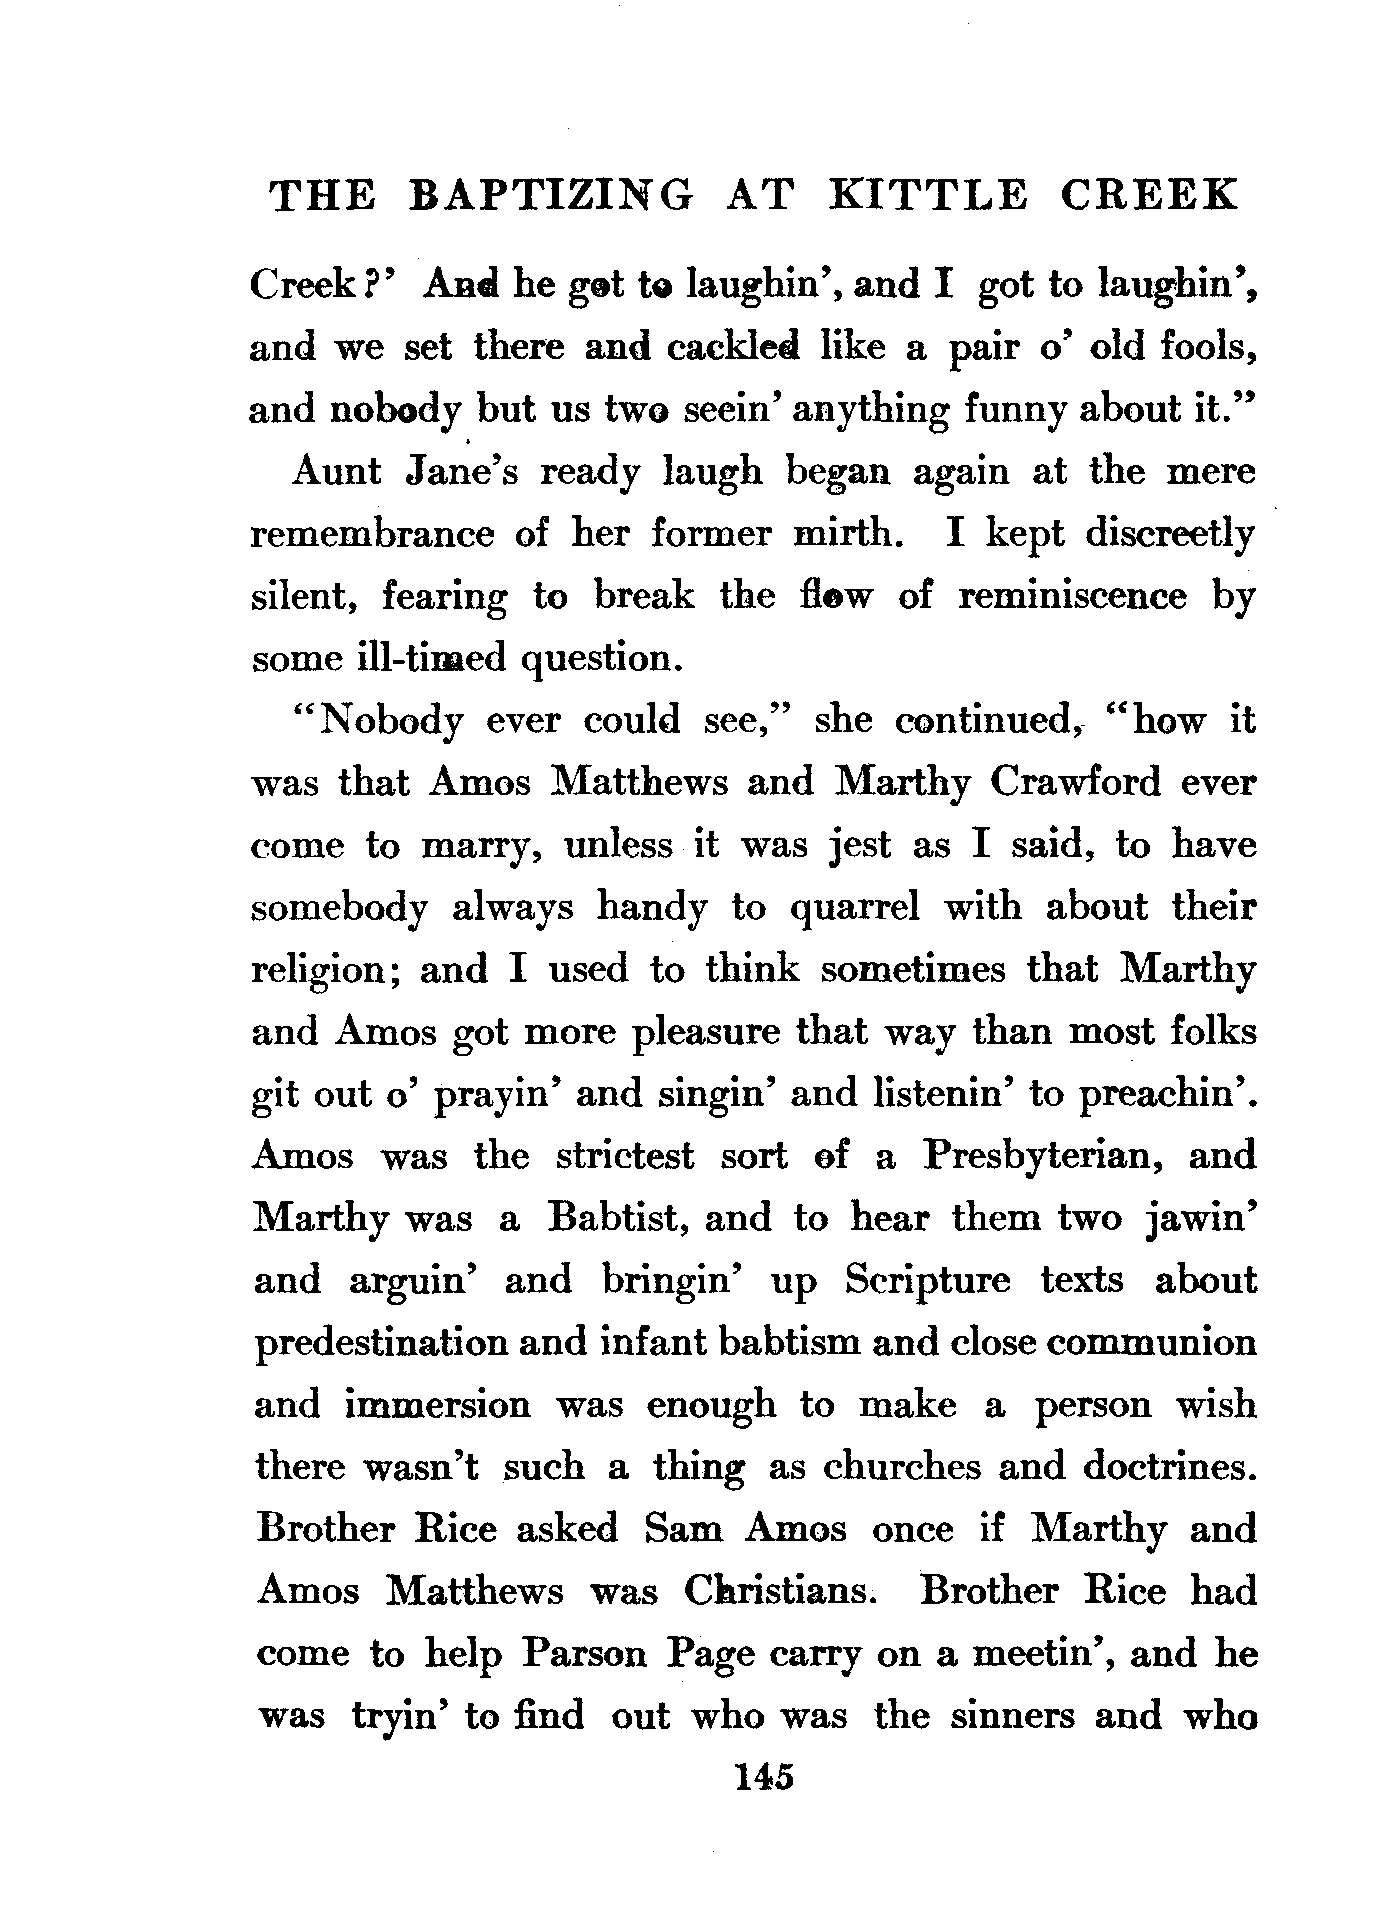 THE BAPTIZING AT KITTLE CREEK
Creek?’ And he got to laughin’, and I got to laughin’,
and we set there and cackled like a pair o’ old fools,
and nobody but us two seein’ anything funny about it.”
Aunt Jane’s ready laugh began again at the mere
remembrance of her former mirth. I kept discreetly
silent, fearing to break the flow of reminiscence by
some ill-timed question.
“Nobody ever could see,” she continued, “how it
was that Amos Matthews and Marthy Crawford ever
come to marry, unless it was jest as I said, to have
somebody always handy to quarrel with about their
religion; and I used to think sometimes that Marthy
and Amos got more pleasure that way than most folks
git out o’ prayin’ and singin’ and listenin’ to preachin’.
Amos was the strictest sort of a Presbyterian, and
Marthy was a Babtist, and to hear them two jawin’
and arguin’ and bringin’ up Scripture texts about
predestination and infant babtism and close communion
and immersion was enough to make a person wish
there wasn’t such a thing as churches and doctrines.
Brother Rice asked Sam Amos once if Marthy and
Amos Matthews was Christians. Brother Rice had
come to help Parson Page carry on a meetin’, and he
was tryin’ to find out who was the sinners and who
145